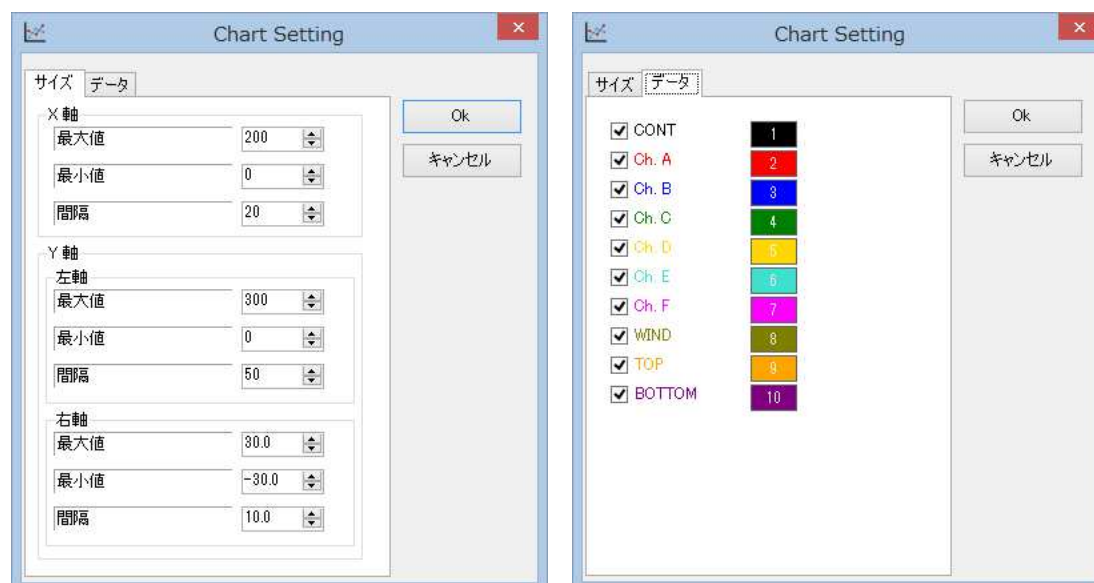 Chart Setting
サイズ データ
X 軸
最大値 200
最小値 0
間隔 20
Y 軸
左軸
最大値 300
最小値 0
間隔 50
右軸
最大値 30.0
最小値 -30.0
間隔 10.0
Ok
キャンセル
Chart Setting
サイズ データ
CONT 1
Ch. A 2
Ch. B 3
Ch. C 4
Ch. D 5
Ch. E 6
Ch. F 7
WIND 8
TOP 9
BOTTOM 10
Ok
キャンセル